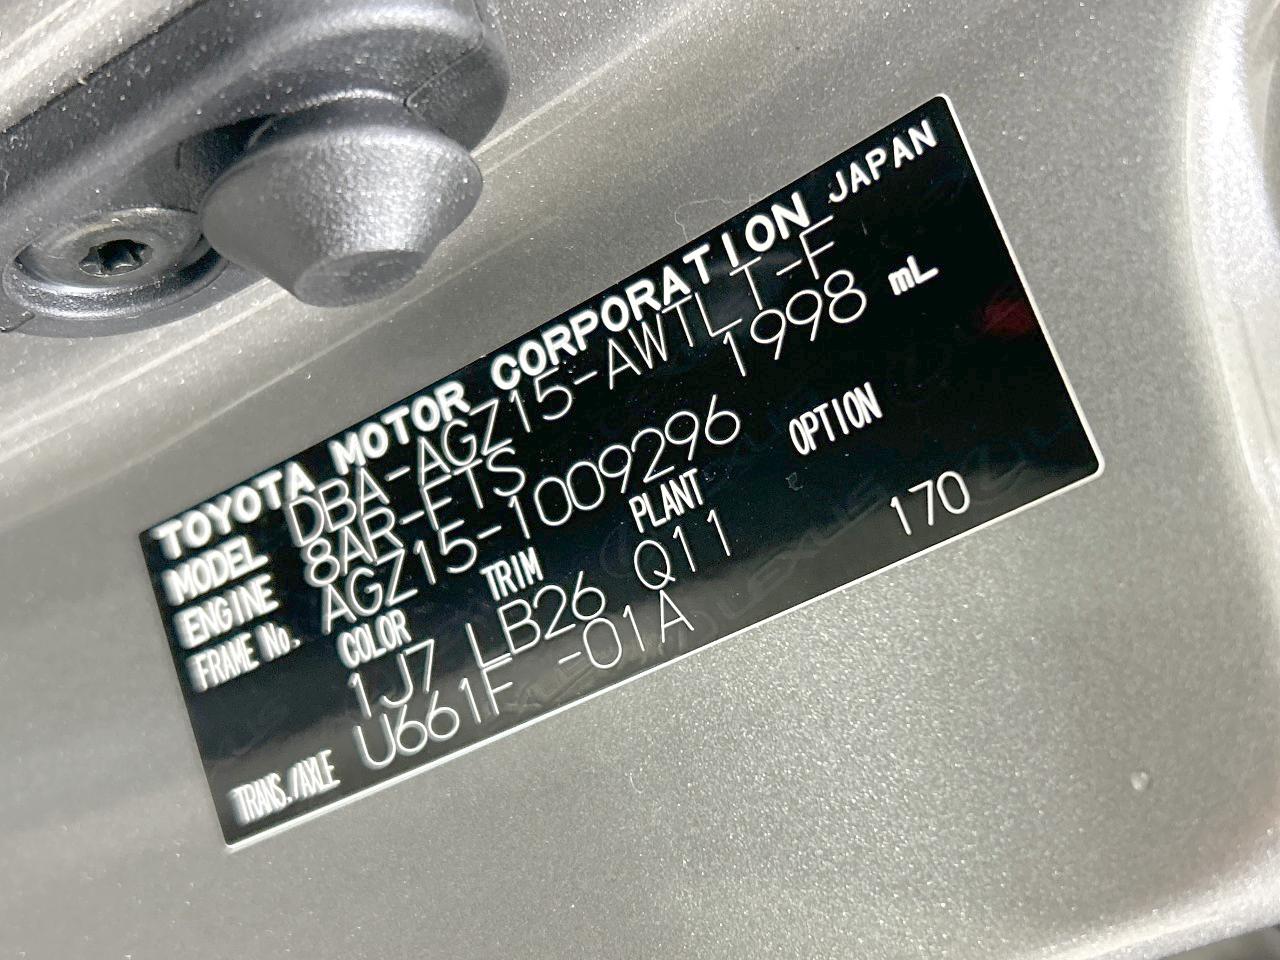 TOYOTA MOTOR CORPORATION JAPAN
MODEL DBA-AGZ15-AWTLT-F
ENGINE 8AR-FTS 1998 mL
FRAME No. AGZ15-1009296
COLOR TRIM PLANT OPTION
1J7 LB26 Q11 170
TRANS./AXLE U661F -01A